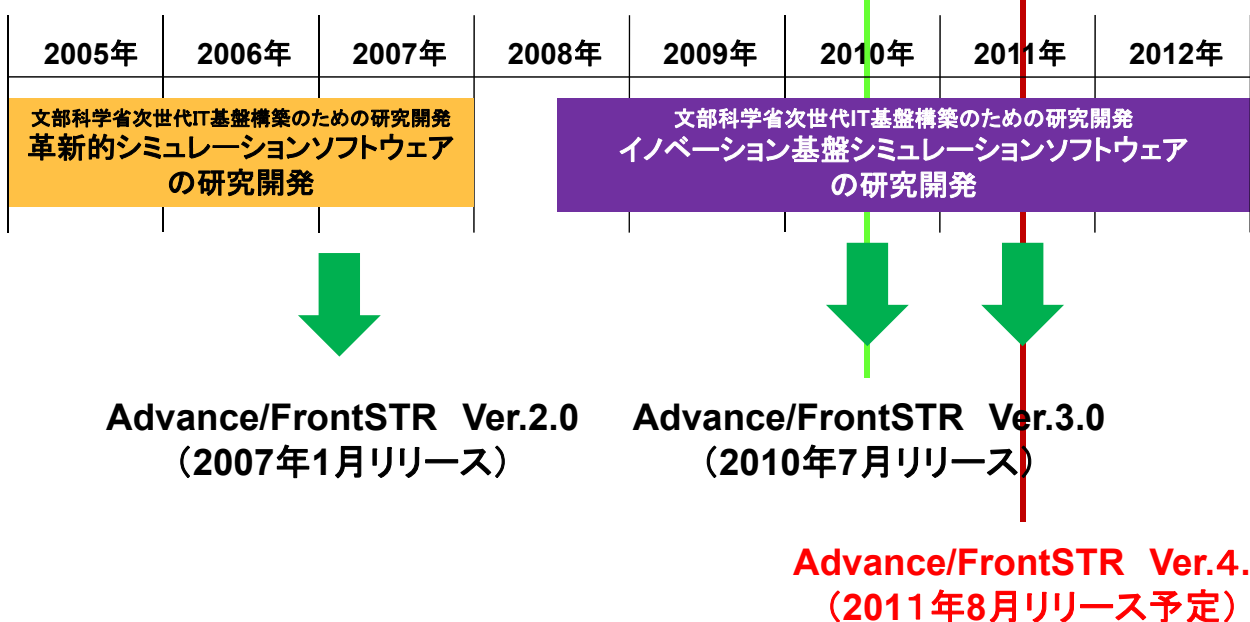 2005年 2006年 2007年 2008年 2009年 2010年 2011年 2012年
文部科学省次世代IT基盤構築のための研究開発
革新的シミュレーションソフトウェア
の研究開発
文部科学省次世代IT基盤構築のための研究開発
イノベーション基盤シミュレーションソフトウェア
の研究開発
Advance/FrontSTR Ver.2.0
（2007年1月リリース）
Advance/FrontSTR Ver.3.0
（2010年7月リリース）
Advance/FrontSTR Ver.4.
（2011年8月リリース予定）